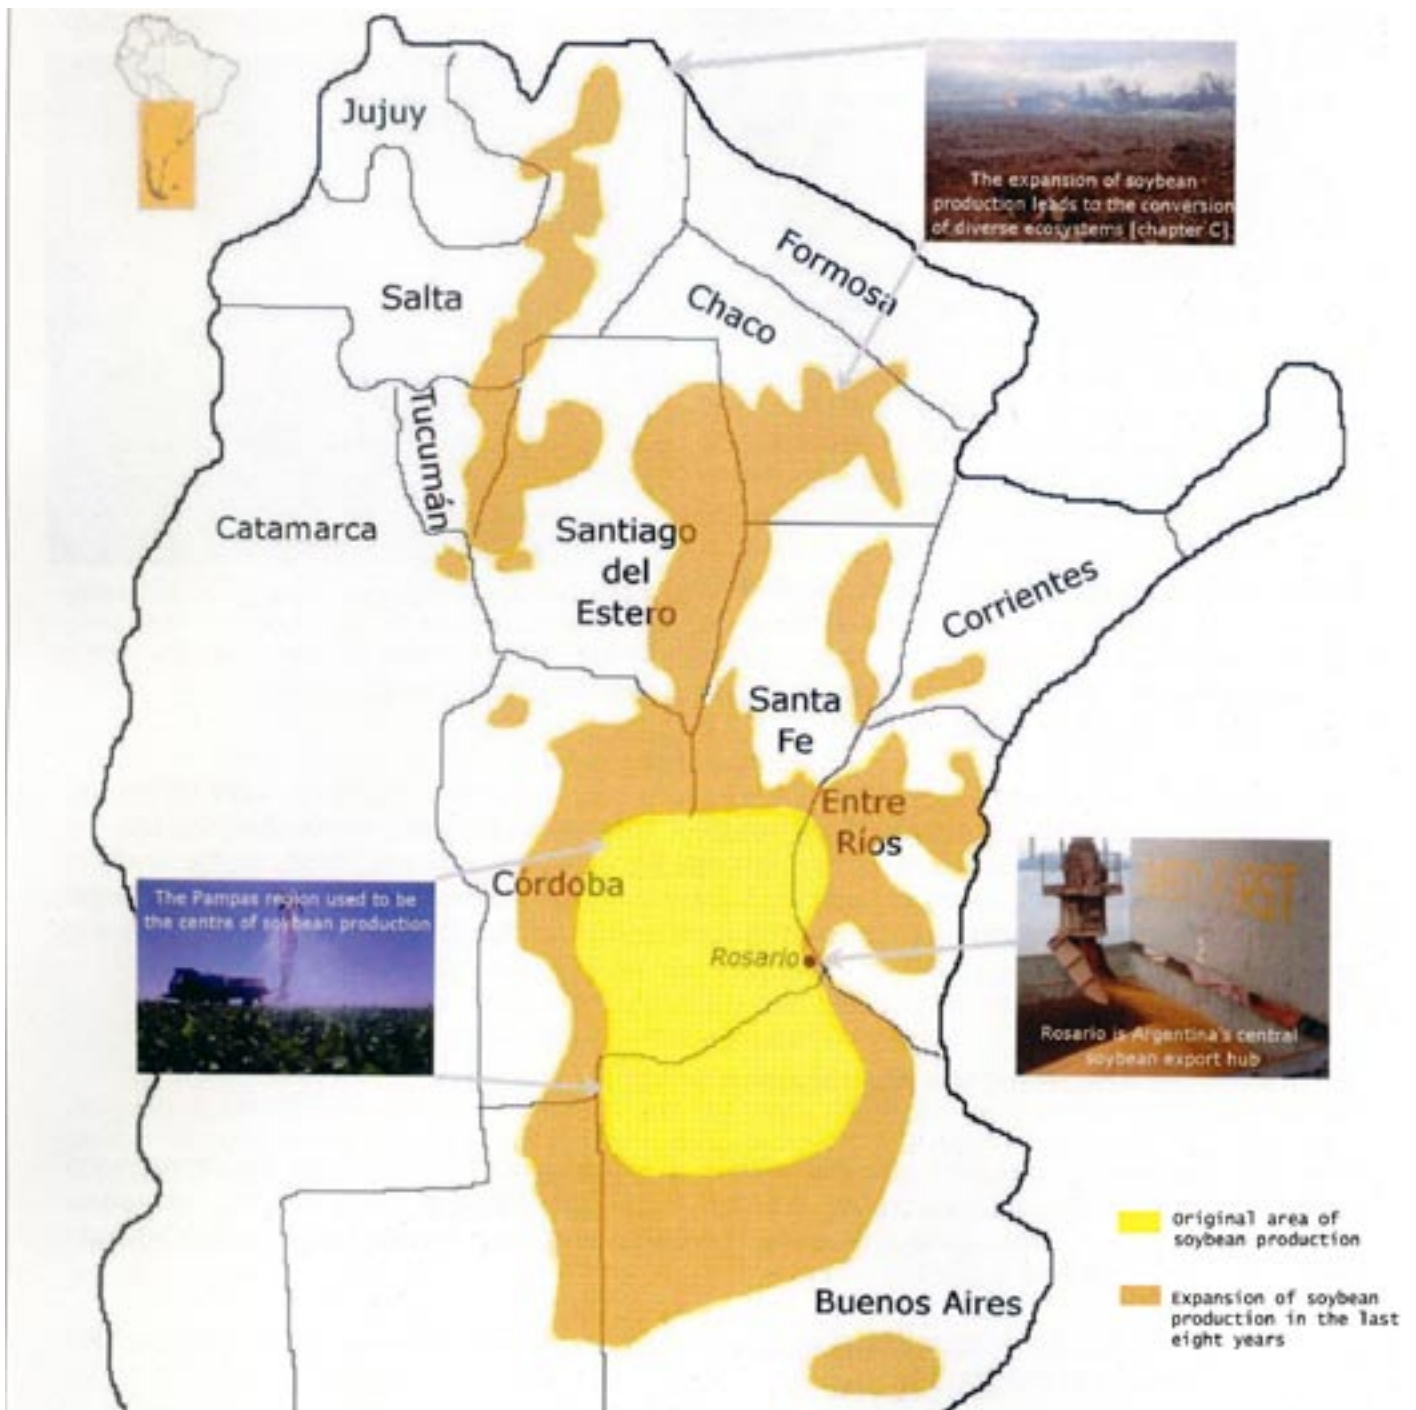 Jujuy
The expansion of soybean
production leads to the conversion
of diverse ecosystems [chapter C]
Formosa
Salta
Chaco
Tucumán
Catamarca
Santiago
del
Estero
Corrientes
Santa
Fe
Entre
Ríos
Córdoba
The Pampas region used to be
the centre of soybean production
Rosario
Rosario is Argentina's central
soybean export hub
Original area of
soybean production
Buenos Aires
Expansion of soybean
production in the last
eight years